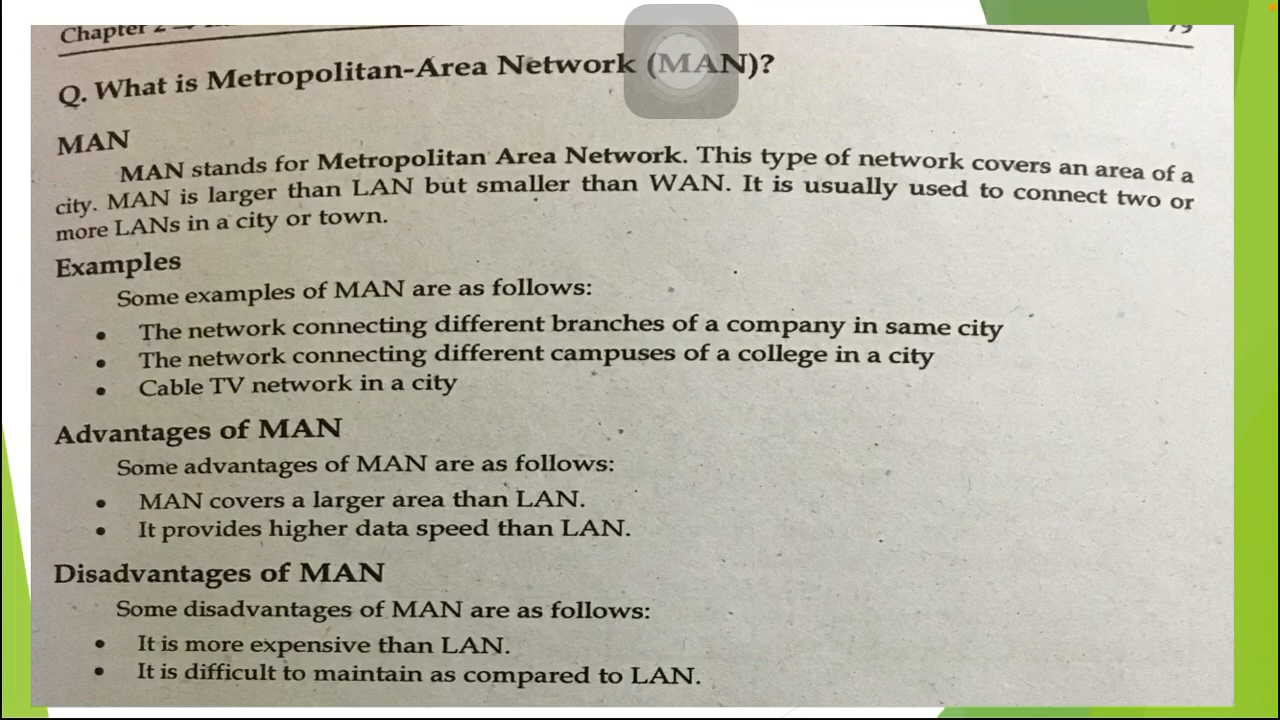 Chapter 2
79
Q. What is Metropolitan-Area Network (MAN)?
MAN
MAN stands for Metropolitan Area Network. This type of network covers an area of a
city. MAN is larger than LAN but smaller than WAN. It is usually used to connect two or
more LANs in a city or town.
Examples
Some examples of MAN are as follows:
• The network connecting different branches of a company in same city
• The network connecting different campuses of a college in a city
• Cable TV network in a city
Advantages of MAN
Some advantages of MAN are as follows:
• MAN covers a larger area than LAN.
• It provides higher data speed than LAN.
Disadvantages of MAN
Some disadvantages of MAN are as follows:
• It is more expensive than LAN.
• It is difficult to maintain as compared to LAN.